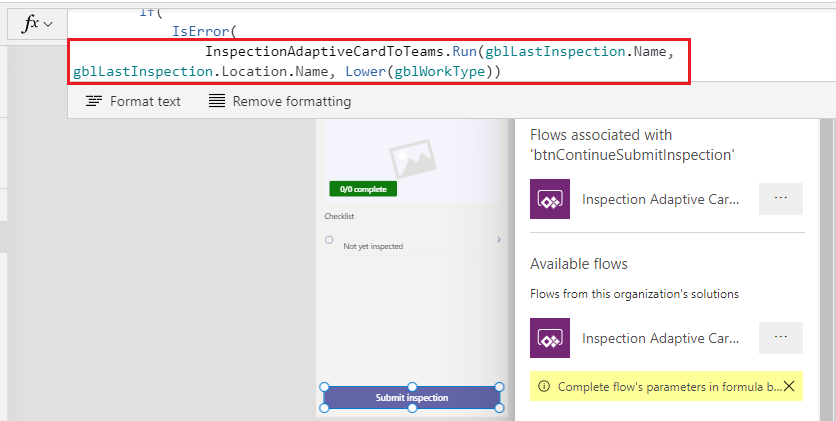 If(
IsError(
InspectionAdaptiveCardToTeams.Run(gblLastInspection.Name,
gblLastInspection.Location.Name, Lower(gblWorkType))
fx
Format text
Remove formatting
0/0 complete
Checklist
Not yet inspected
Submit inspection
Flows associated with
'btnContinueSubmitInspection'
Inspection Adaptive Car...
...
Available flows
Flows from this organization's solutions
Inspection Adaptive Car...
...
Complete flow's parameters in formula b...